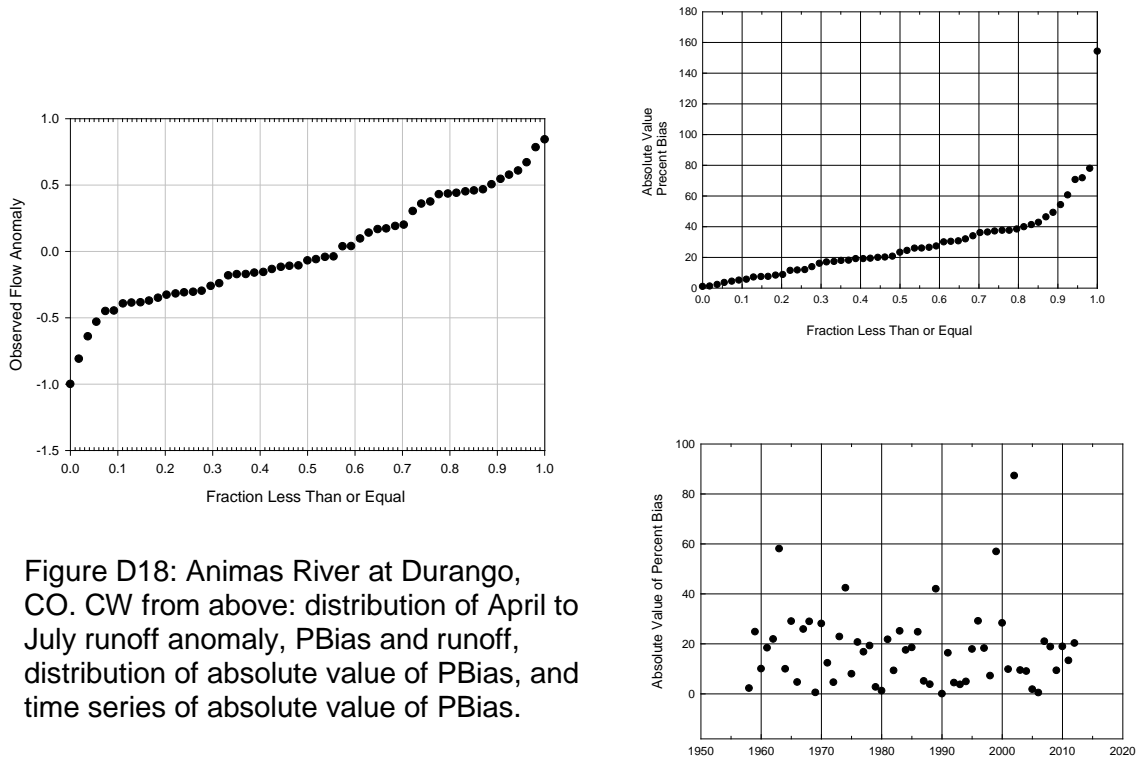 1.0
0.5
0.0
-0.5
-1.0
-1.5
Observed Flow Anomaly
0.0 0.1 0.2 0.3 0.4 0.5 0.6 0.7 0.8 0.9 1.0
Fraction Less Than or Equal
180
160
140
120
100
80
60
40
20
0
Absolute Value
Precent Bias
0.0 0.1 0.2 0.3 0.4 0.5 0.6 0.7 0.8 0.9 1.0
Fraction Less Than or Equal
Figure D18: Animas River at Durango,
CO. CW from above: distribution of April to
July runoff anomaly, PBias and runoff,
distribution of absolute value of PBias, and
time series of absolute value of PBias.
100
80
60
40
20
0
Absolute Value of Percent Bias
1950 1960 1970 1980 1990 2000 2010 2020